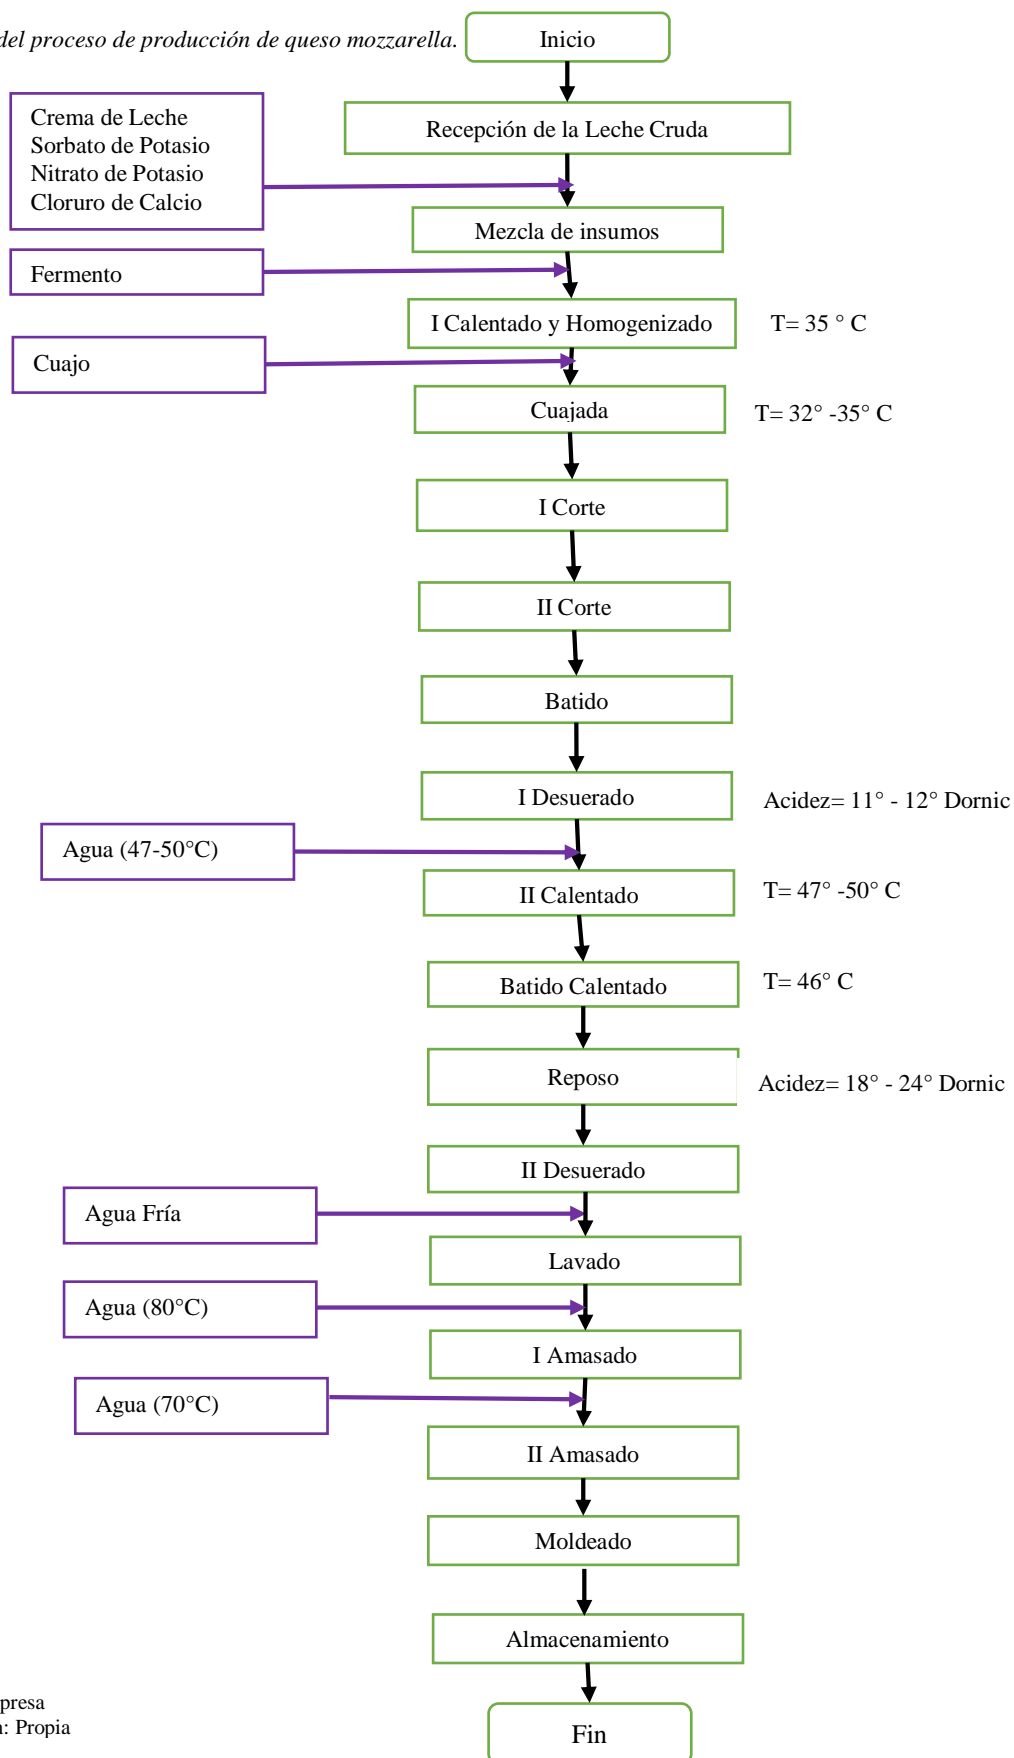 del proceso de producción de queso mozzarella.
Inicio
Crema de Leche
Sorbato de Potasio
Nitrato de Potasio
Cloruro de Calcio
Recepción de la Leche Cruda
Mezcla de insumos
Fermento
I Calentado y Homogenizado
T= 35 ° C
Cuajo
Cuajada
T= 32° -35° C
I Corte
II Corte
Batido
I Desuerado
Acidez= 11° - 12° Dornic
Agua (47-50°C)
II Calentado
T= 47° -50° C
Batido Calentado
T= 46° C
Reposo
Acidez= 18° - 24° Dornic
II Desuerado
Agua Fría
Lavado
Agua (80°C)
I Amasado
Agua (70°C)
II Amasado
Moldeado
Almacenamiento
presa
n: Propia
Fin